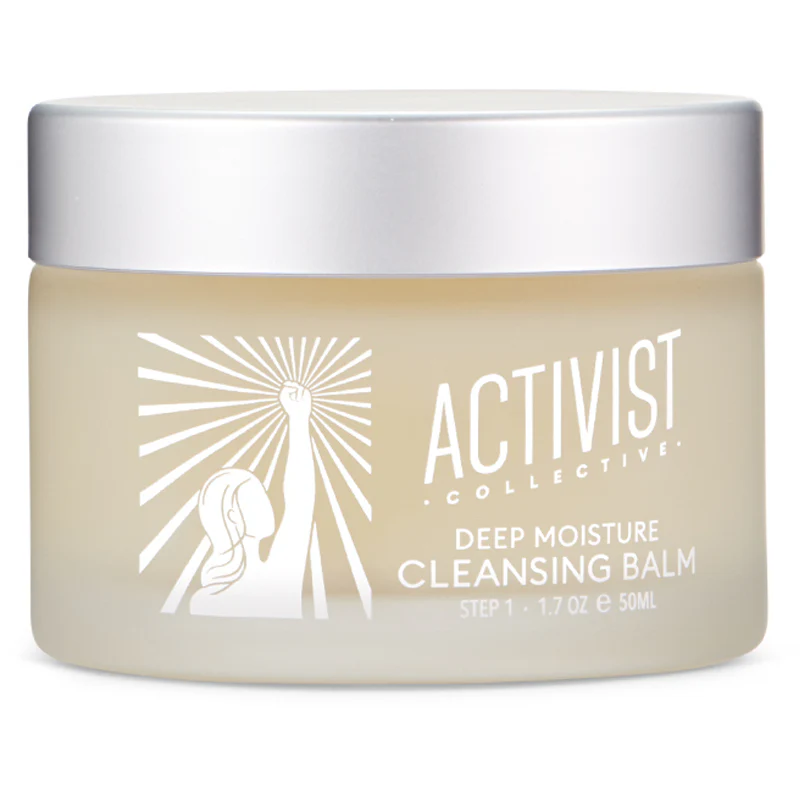 ACTIVIST
· COLLECTIVE ·
DEEP MOISTURE
CLEANSING BALM
STEP 1 · 1.7 OZ ℮ 50ML